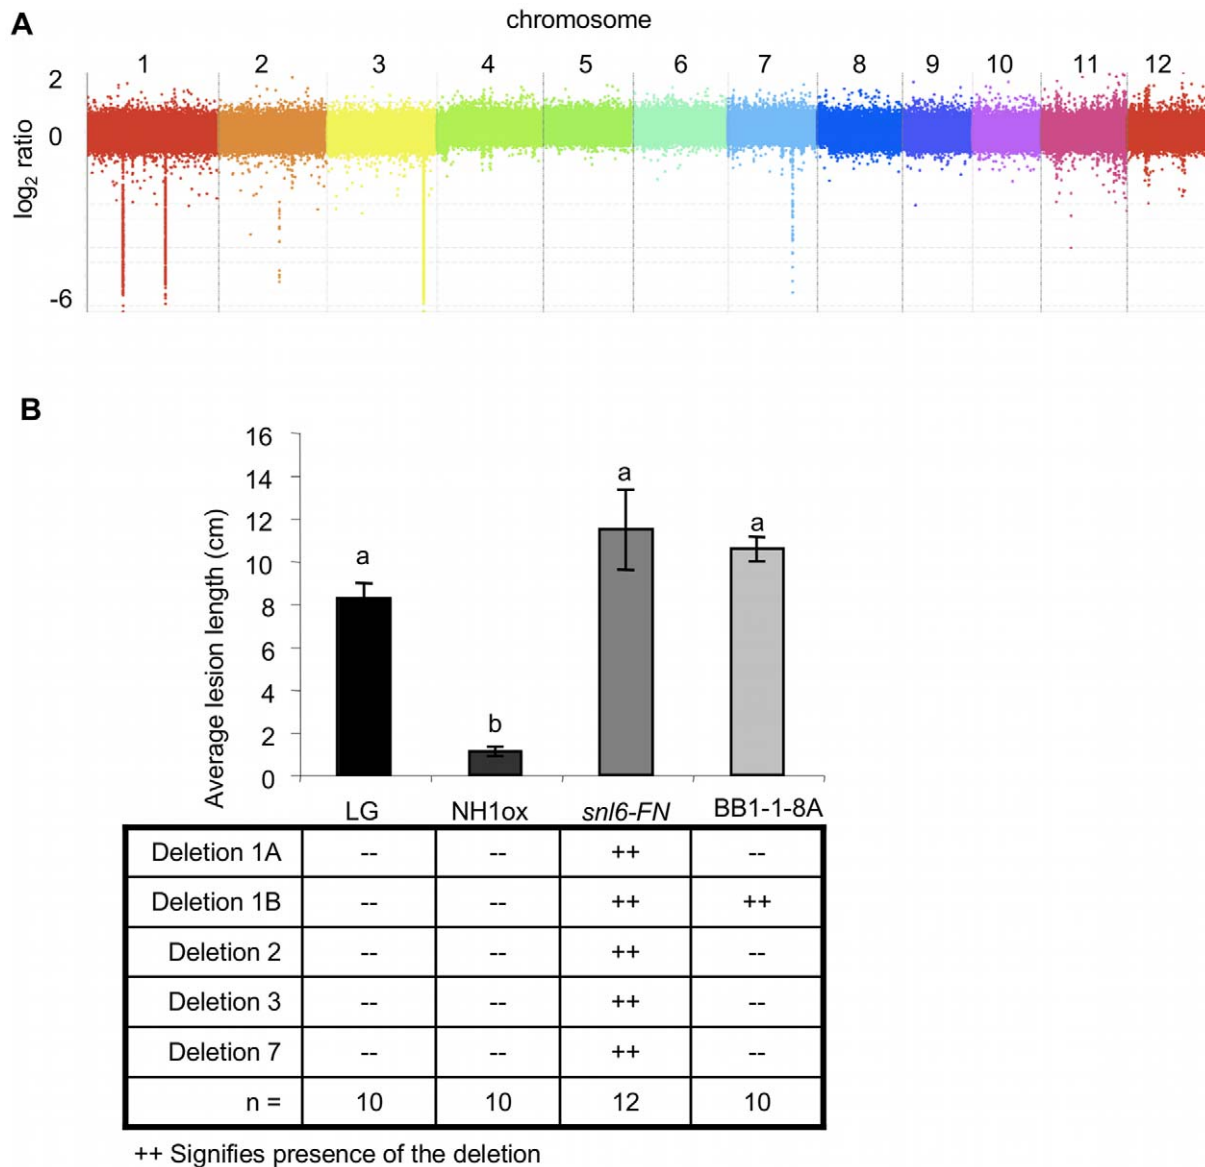 A
chromosome
1 2 3 4 5 6 7 8 9 10 11 12
2
0
-6
log2 ratio
B
16
14
12
10
8
6
4
2
0
Average lesion length (cm)
a b a a
LG NH1ox snl6-FN BB1-1-8A
Deletion 1A -- -- ++ --
Deletion 1B -- -- ++ ++
Deletion 2 -- -- ++ --
Deletion 3 -- -- ++ --
Deletion 7 -- -- ++ --
n = 10 10 12 10
++ Signifies presence of the deletion